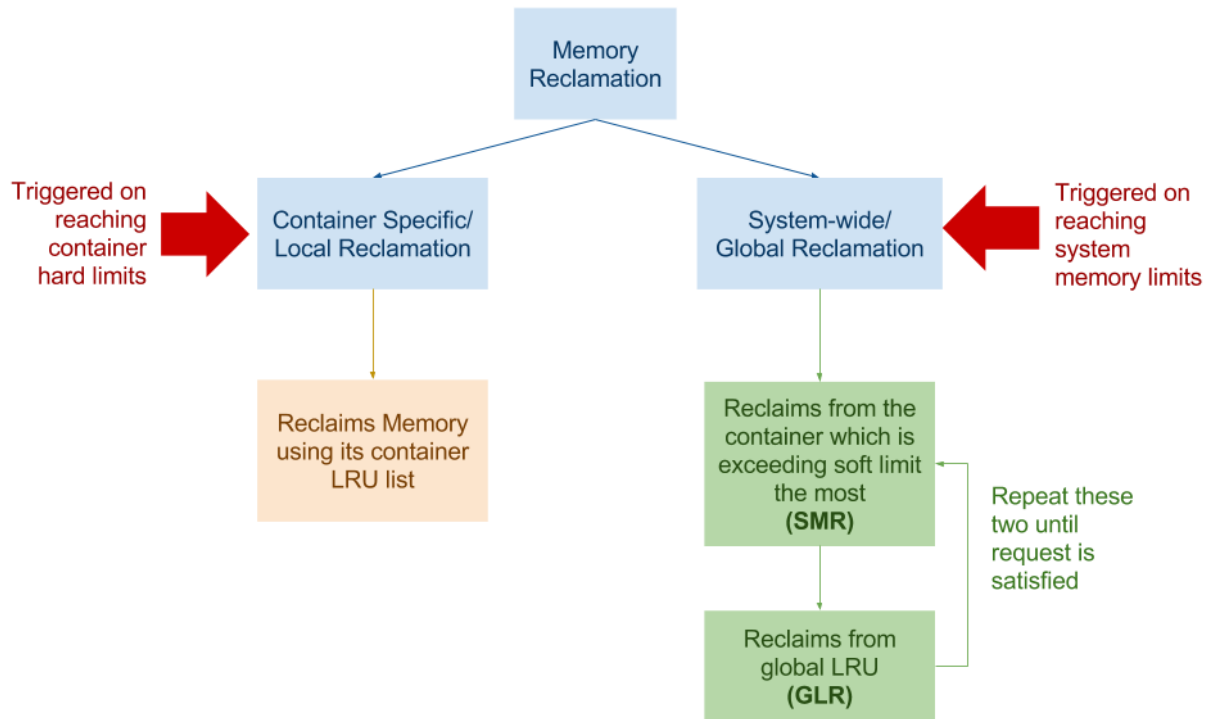 Memory
Reclamation
Triggered on
reaching
container
hard limits
Container Specific/
Local Reclamation
System-wide/
Global Reclamation
Triggered on
reaching
system
memory limits
Reclaims Memory
using its container
LRU list
Reclaims from the
container which is
exceeding soft limit
the most
(SMR)
Repeat these
two until
request is
satisfied
Reclaims from
global LRU
(GLR)